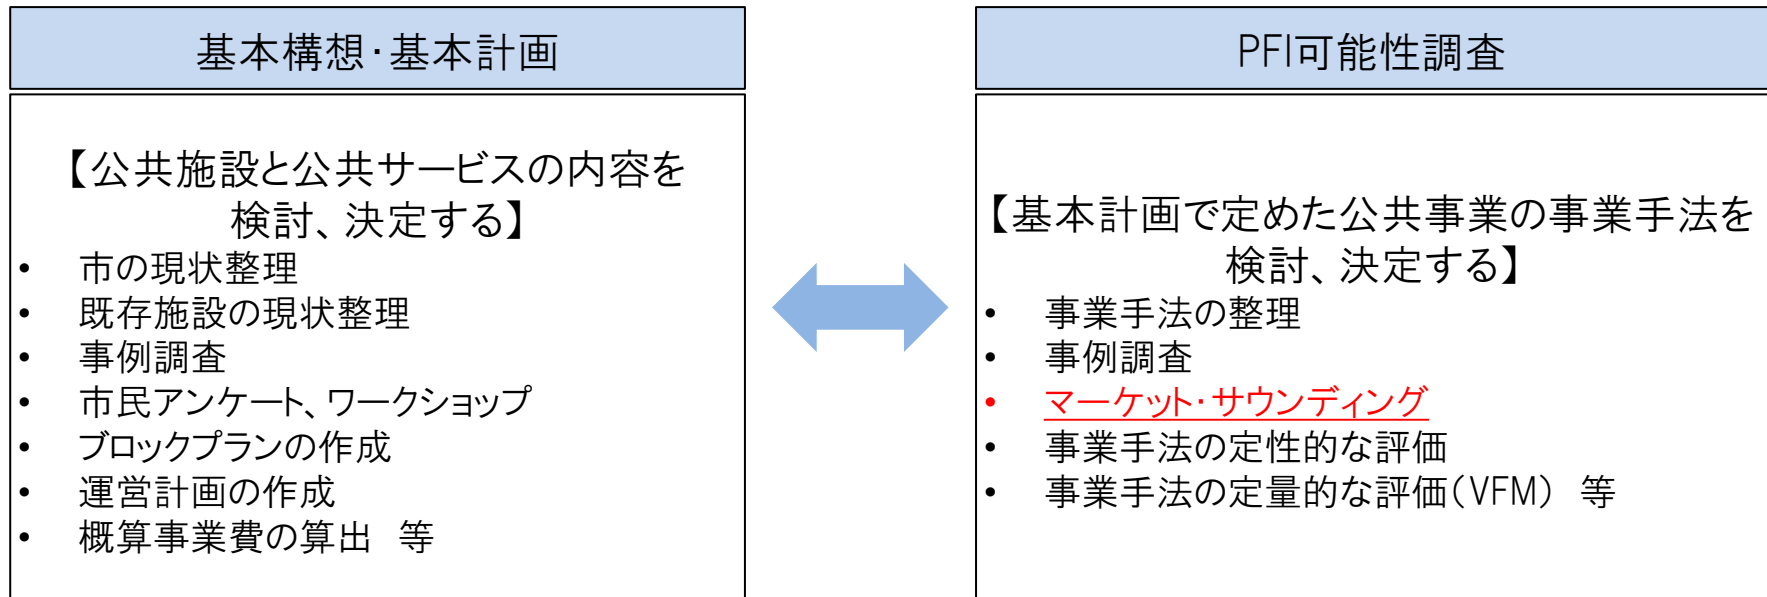 基本構想・基本計画
【公共施設と公共サービスの内容を
検討、決定する】
• 市の現状整理
• 既存施設の現状整理
• 事例調査
• 市民アンケート、ワークショップ
• ブロックプランの作成
• 運営計画の作成
• 概算事業費の算出 等
PFI可能性調査
【基本計画で定めた公共事業の事業手法を
検討、決定する】
• 事業手法の整理
• 事例調査
• マーケット・サウンディング
• 事業手法の定性的な評価
• 事業手法の定量的な評価(VFM) 等